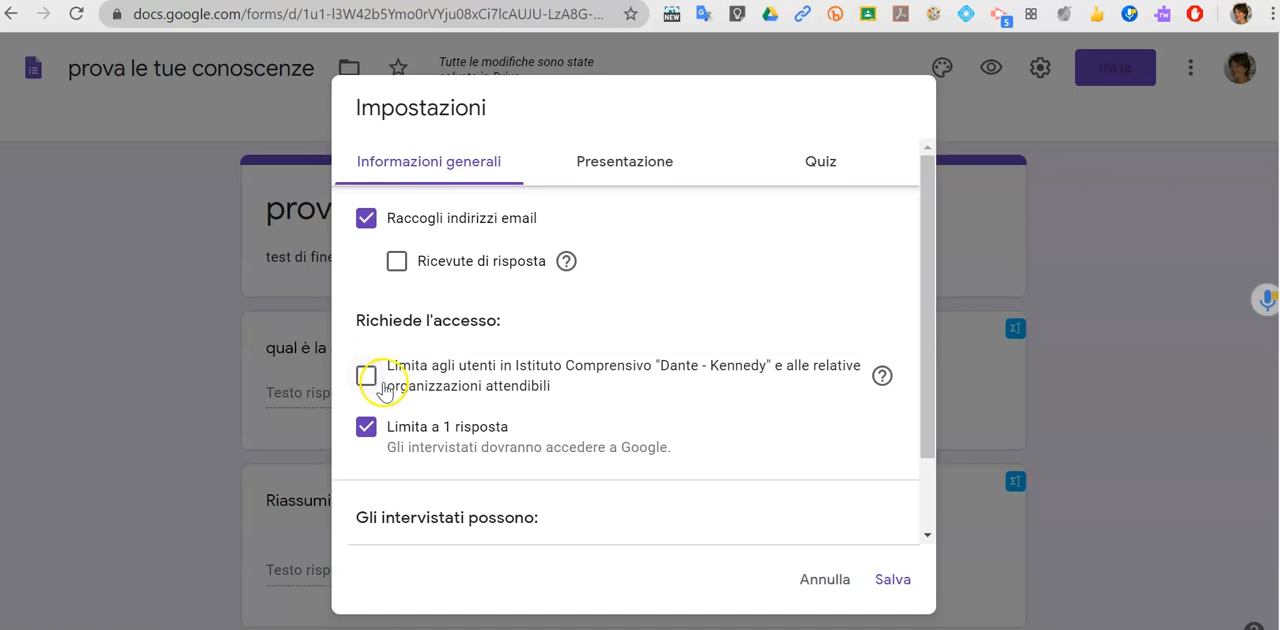 docs.google.com/forms/d/1u1-l3W42b5Ymo0rVYju08xCi7lcAUJU-LzA8G-...
NEW
5
prova le tue conoscenze
Tutte le modifiche sono state
Invia
Impostazioni
Informazioni generali
Presentazione
Quiz
prov
Raccogli indirizzi email
test di fine
Ricevute di risposta
Richiede l'accesso:
qual è la
Limita agli utenti in Istituto Comprensivo "Dante - Kennedy" e alle relative
organizzazioni attendibili
Testo risp
Limita a 1 risposta
Gli intervistati dovranno accedere a Google.
Riassumi
Gli intervistati possono:
Testo risp
Annulla
Salva